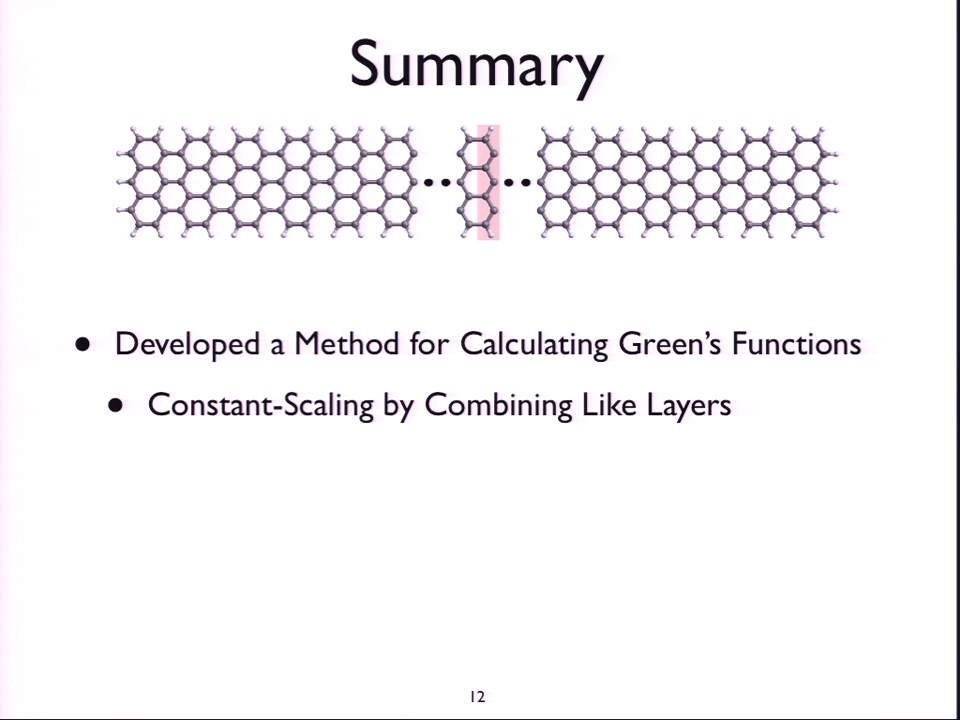 Summary
• Developed a Method for Calculating Green's Functions
• Constant-Scaling by Combining Like Layers
12